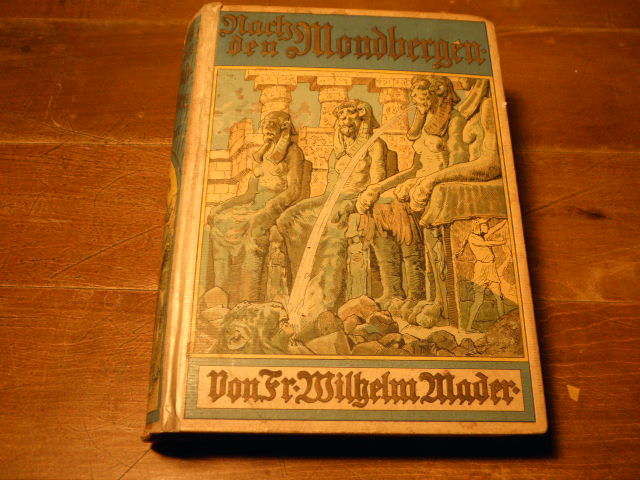 Nach
den Mondbergen.
Von Fr. Wilhelm Mader.